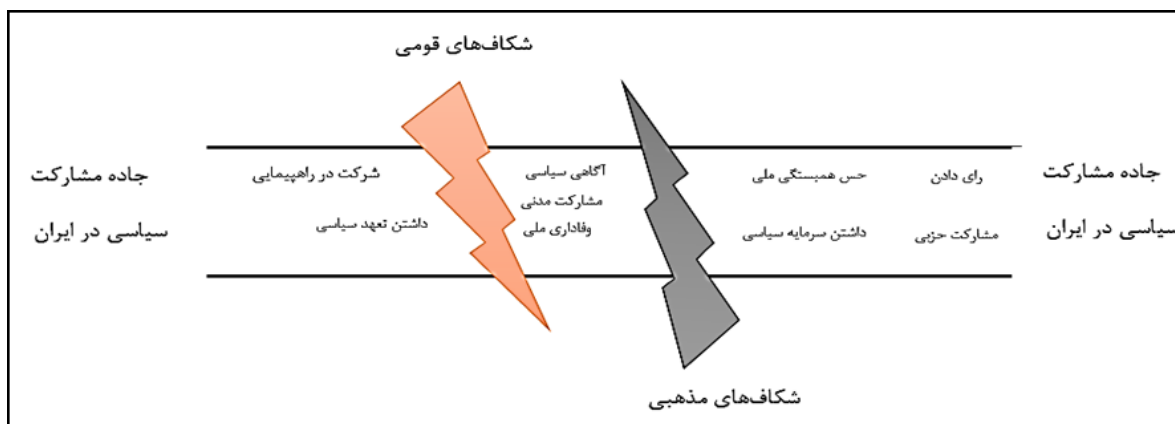 شکاف‌های قومی
جاده مشارکت
سیاسی در ایران
رای دادن
مشارکت حزبی
حس همبستگی ملی
داشتن سرمایه سیاسی
آگاهی سیاسی
مشارکت مدنی
وفاداری ملی
شرکت در راهپیمایی
داشتن تعهد سیاسی
جاده مشارکت
سیاسی در ایران
شکاف‌های مذهبی